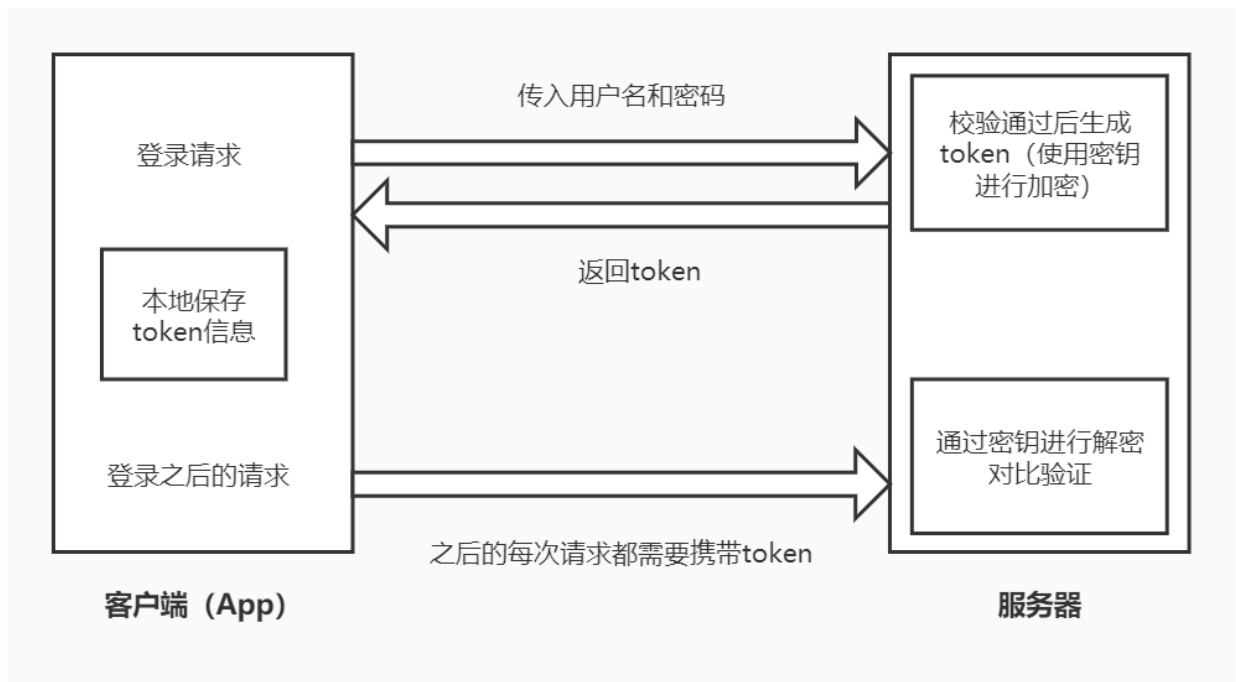 传入用户名和密码
登录请求
校验通过后生成
token（使用密钥
进行加密）
返回token
本地保存
token信息
登录之后的请求
通过密钥进行解密
对比验证
之后的每次请求都需要携带token
客户端（App）
服务器